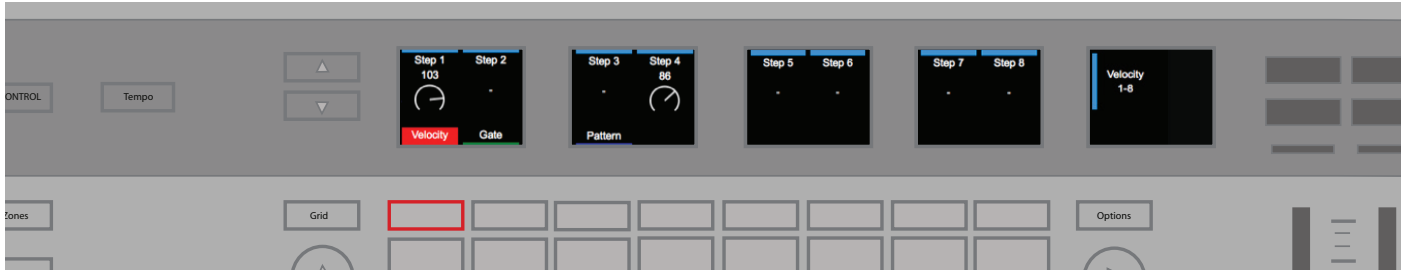 Step 1
Step 2
Step 3
Step 4
Step 5
Step 6
Step 7
Step 8
103
-
-
86
-
-
-
-
Velocity
1-8
ONTROL
Tempo
Velocity
Gate
Pattern
Zones
Grid
Options